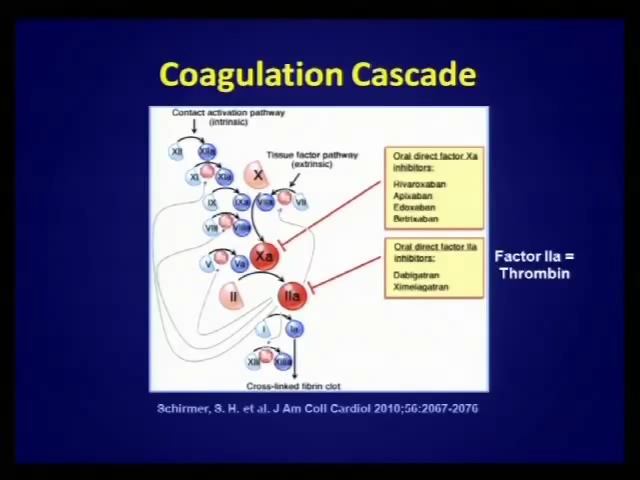 Coagulation Cascade
Contact activation pathway
(intrinsic)
XII
XIIa
Tissue factor pathway
(extrinsic)
XI
XIa
X
IX
IXa
VIIa
VII
VIII
VIIIa
V
Va
Xa
II
IIa
I
Ia
XIII
XIIIa
Cross-linked fibrin clot
Oral direct factor Xa
inhibitors:
Rivaroxaban
Apixaban
Edoxaban
Betrixaban
Oral direct factor IIa
inhibitors:
Dabigatran
Ximelagatran
Factor IIa =
Thrombin
Schirmer, S. H. et al. J Am Coll Cardiol 2010;56:2067-2076